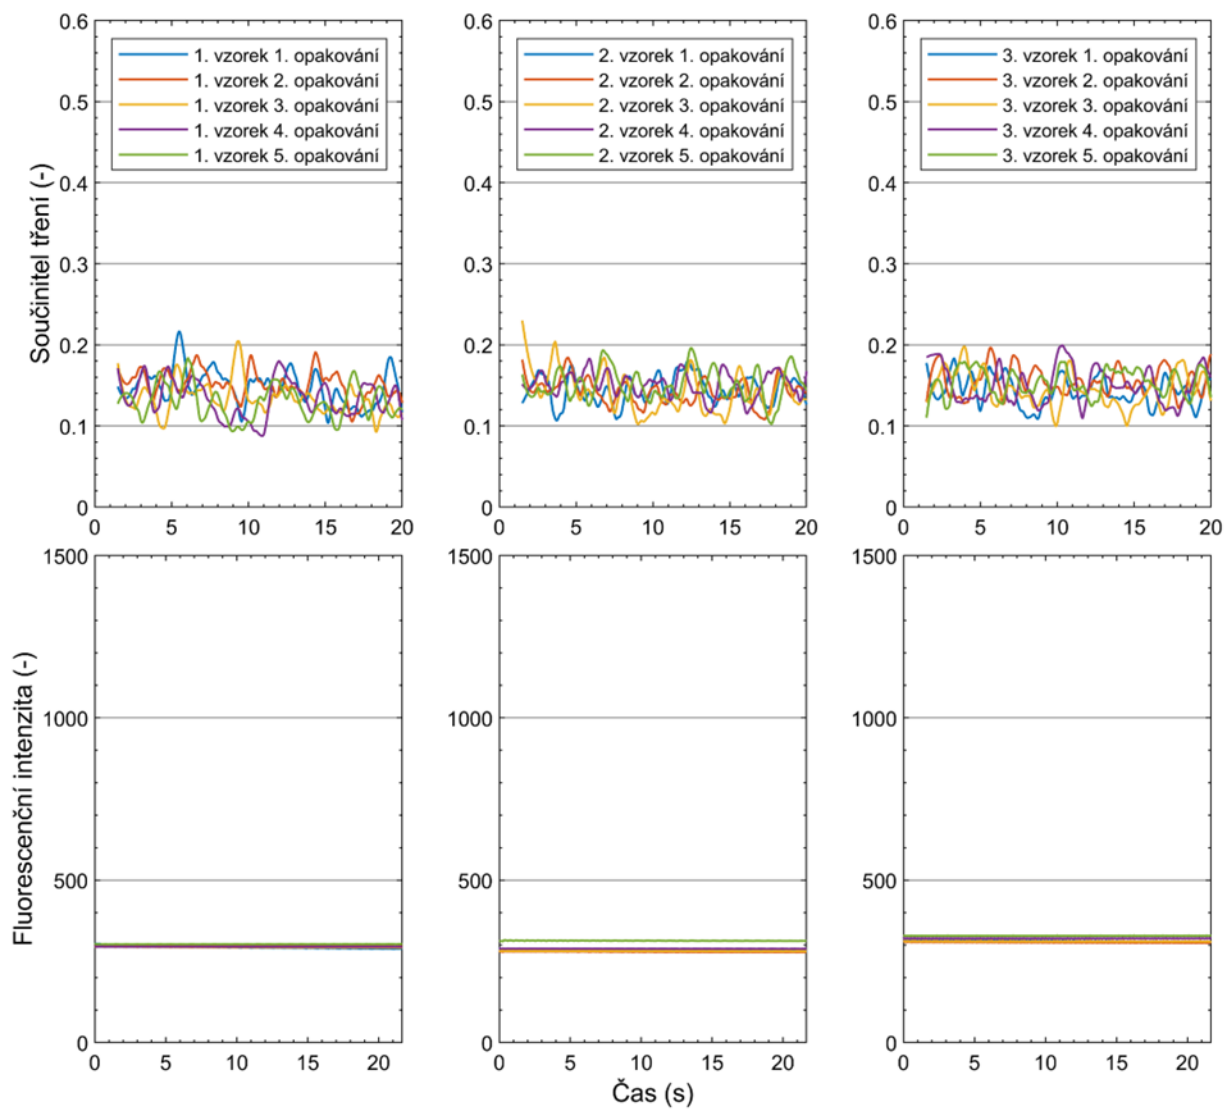 Součinitel tření (-)
0.6
0.5
0.4
0.3
0.2
0.1
0
1. vzorek 1. opakování
1. vzorek 2. opakování
1. vzorek 3. opakování
1. vzorek 4. opakování
1. vzorek 5. opakování
0 5 10 15 20
0.6
0.5
0.4
0.3
0.2
0.1
0
2. vzorek 1. opakování
2. vzorek 2. opakování
2. vzorek 3. opakování
2. vzorek 4. opakování
2. vzorek 5. opakování
0 5 10 15 20
0.6
0.5
0.4
0.3
0.2
0.1
0
3. vzorek 1. opakování
3. vzorek 2. opakování
3. vzorek 3. opakování
3. vzorek 4. opakování
3. vzorek 5. opakování
0 5 10 15 20
Fluorescenční intenzita (-)
1500
1000
500
0
0 5 10 15 20
1500
1000
500
0
0 5 10 15 20
1500
1000
500
0
0 5 10 15 20
Čas (s)